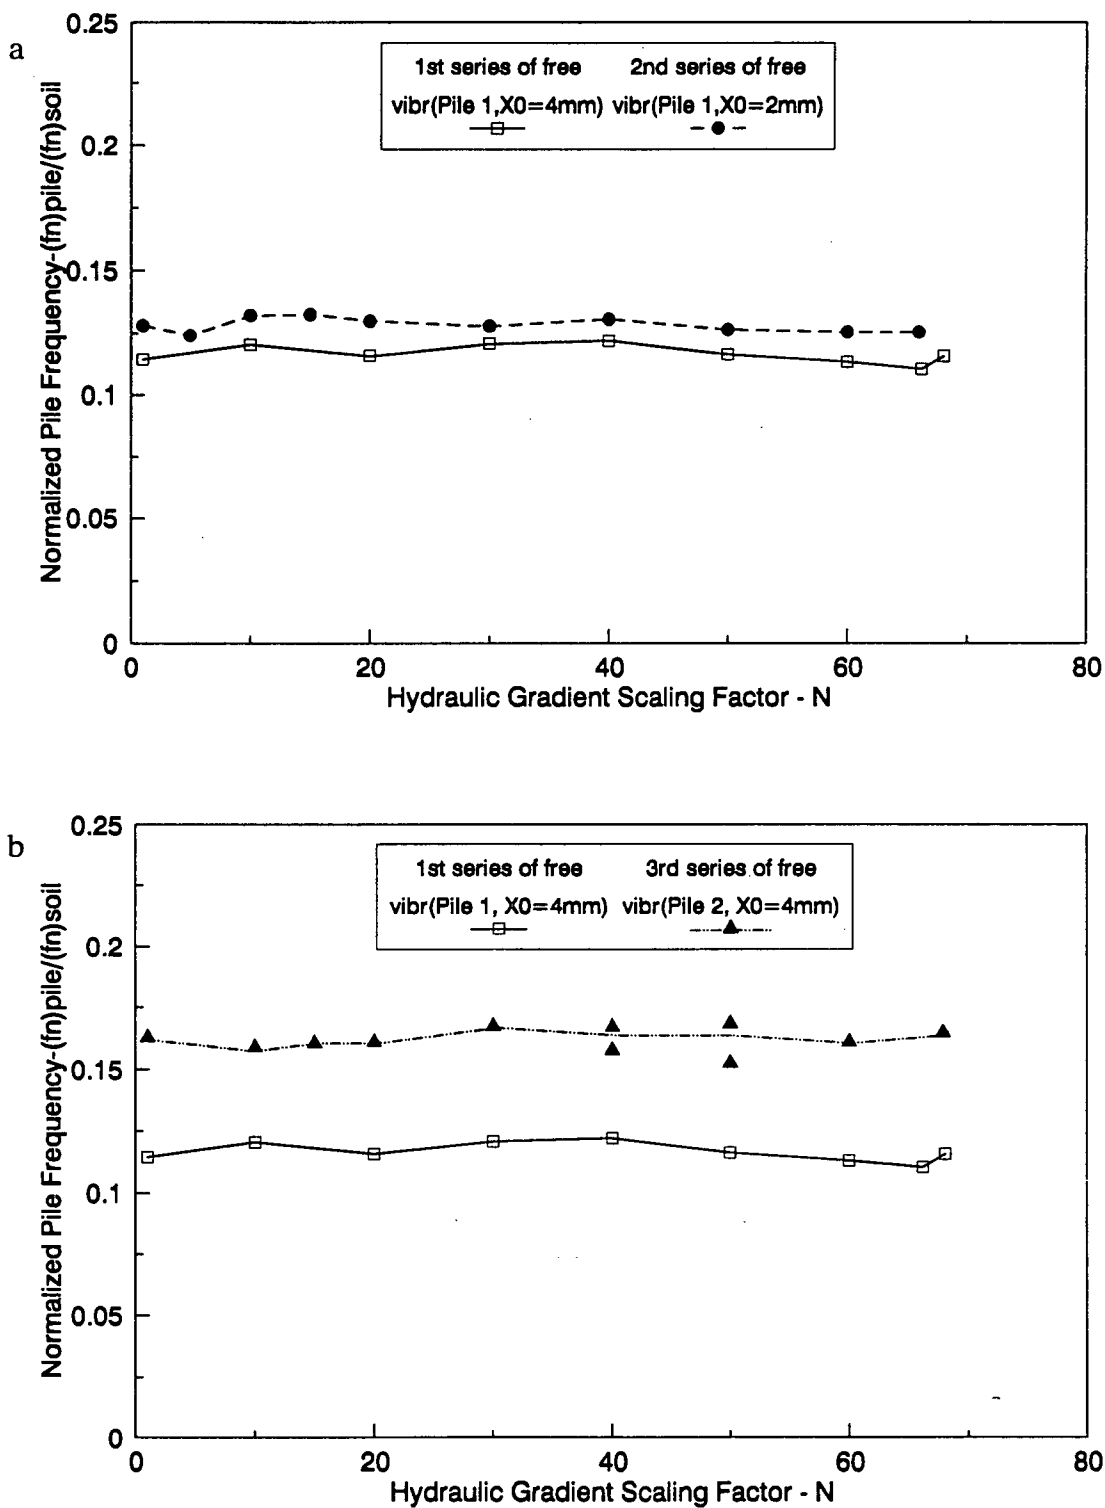 a
0.25
0.2
0.15
0.1
0.05
0
Normalized Pile Frequency-(fn)pile/(fn)soil
1st series of free 2nd series of free
vibr(Pile 1,X0=4mm) vibr(Pile 1,X0=2mm)
0 20 40 60 80
Hydraulic Gradient Scaling Factor - N
b
0.25
0.2
0.15
0.1
0.05
0
Normalized Pile Frequency-(fn)pile/(fn)soil
1st series of free 3rd series of free
vibr(Pile 1, X0=4mm) vibr(Pile 2, X0=4mm)
0 20 40 60 80
Hydraulic Gradient Scaling Factor - N